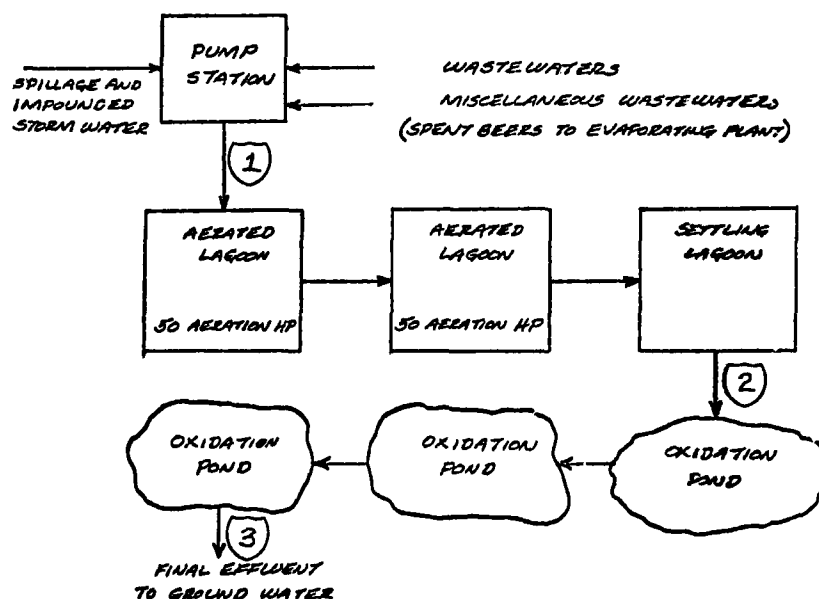 PUMP
STATION
SPILLAGE AND
IMPOUNCED
STORM WATER
WASTEWATERS
MISCELLANEOUS WASTEWATERS
(SPENT BEERS TO EVAPORATING PLANT)
1
AERATED
LAGOON
50 AERATION HP
AERATED
LAGOON
50 AERATION HP
SETTLING
LAGOON
2
OXIDATION
POND
OXIDATION
POND
OXIDATION
POND
3
FINAL EFFLUENT
TO GROUND WATER